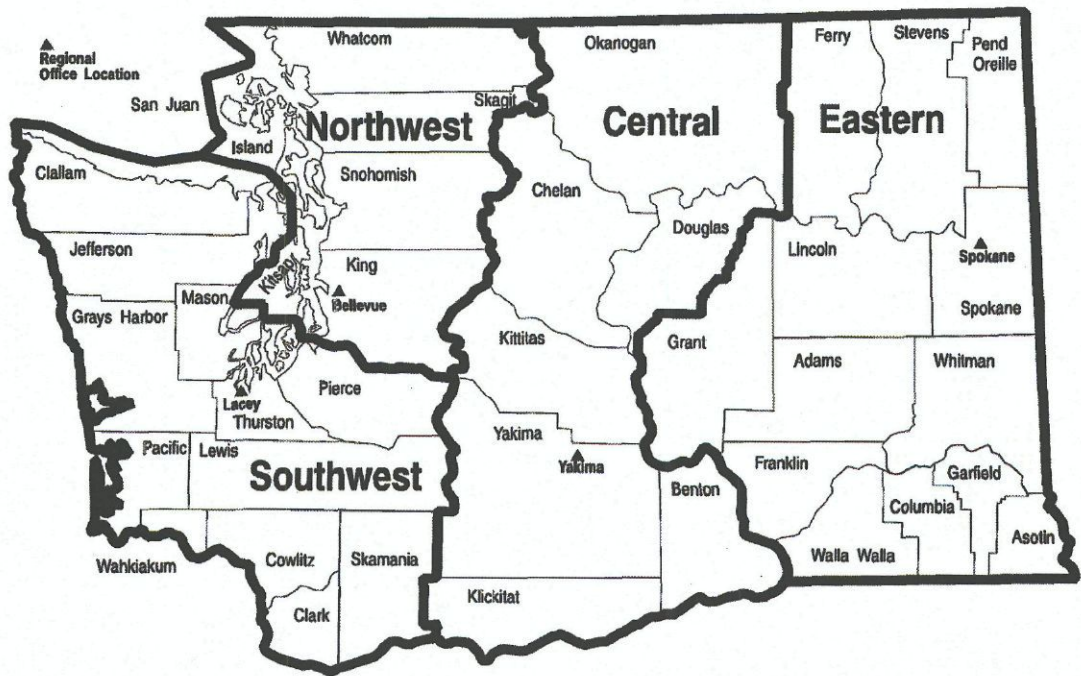 Regional
Office Location
Whatcom
Okanogan
Ferry
Stevens
Pend
Oreille
San Juan
Skagit
Northwest
Central
Eastern
Island
Clallam
Snohomish
Chelan
Douglas
Jefferson
King
Lincoln
Spokane
Kitsap
Mason
Bellevue
Spokane
Grays Harbor
Kittitas
Grant
Adams
Whitman
Pierce
Lacey
Thurston
Yakima
Pacific
Lewis
Yakima
Franklin
Southwest
Benton
Garfield
Columbia
Wahkiakum
Cowlitz
Skamania
Walla Walla
Asotin
Klickitat
Clark